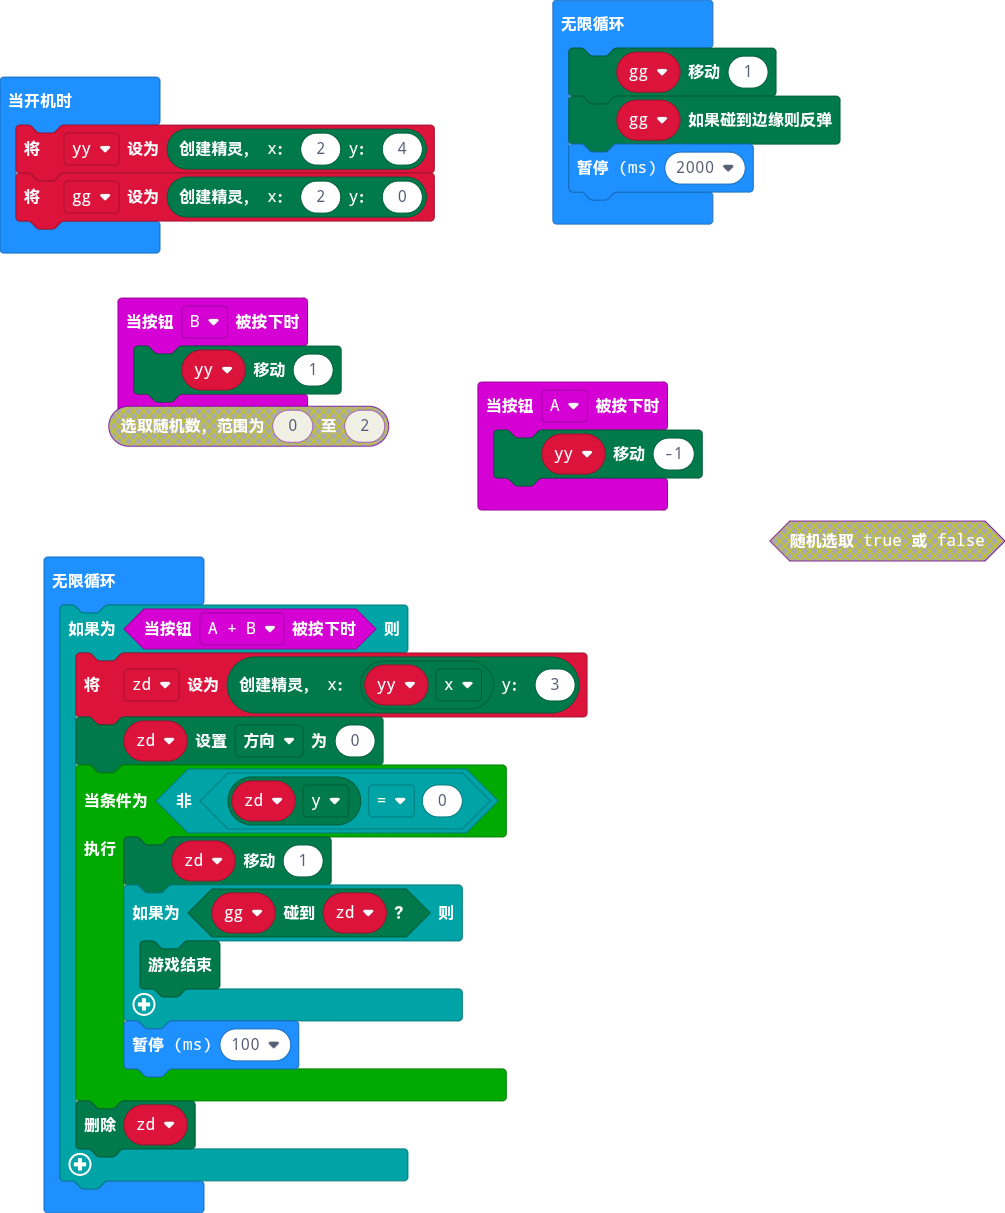 当开机时
将 yy 设为 创建精灵， x: 2 y: 4
将 gg 设为 创建精灵， x: 2 y: 0
无限循环
gg 移动 1
gg 如果碰到边缘则反弹
暂停 (ms) 2000
当按钮 B 被按下时
yy 移动 1
选取随机数，范围为 0 至 2
当按钮 A 被按下时
yy 移动 -1
随机选取 true 或 false
无限循环
如果为 当按钮 A + B 被按下时 则
将 zd 设为 创建精灵， x: yy x y: 3
zd 设置 方向 为 0
当条件为 非 zd y = 0
执行 zd 移动 1
如果为 gg 碰到 zd ? 则
游戏结束
暂停 (ms) 100
删除 zd